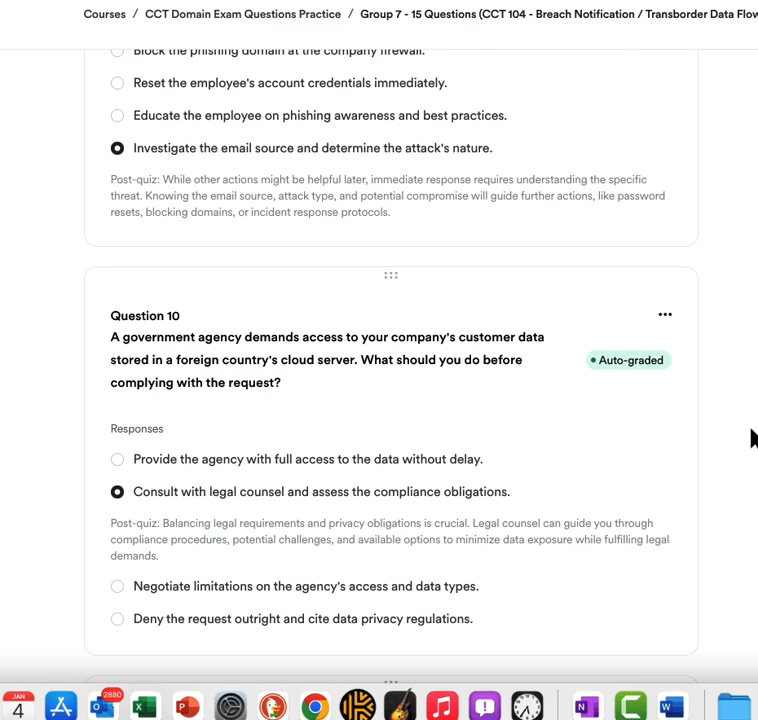 Courses / CCT Domain Exam Questions Practice / Group 7 - 15 Questions (CCT 104 - Breach Notification / Transborder Data Flow
Block the phishing domain at the company firewall.
Reset the employee's account credentials immediately.
Educate the employee on phishing awareness and best practices.
Investigate the email source and determine the attack's nature.
Post-quiz: While other actions might be helpful later, immediate response requires understanding the specific
threat. Knowing the email source, attack type, and potential compromise will guide further actions, like password
resets, blocking domains, or incident response protocols.
Question 10
A government agency demands access to your company's customer data
stored in a foreign country's cloud server. What should you do before
complying with the request?
Auto-graded
Responses
Provide the agency with full access to the data without delay.
Consult with legal counsel and assess the compliance obligations.
Post-quiz: Balancing legal requirements and privacy obligations is crucial. Legal counsel can guide you through
compliance procedures, potential challenges, and available options to minimize data exposure while fulfilling legal
demands.
Negotiate limitations on the agency's access and data types.
Deny the request outright and cite data privacy regulations.
JAN
4
2880